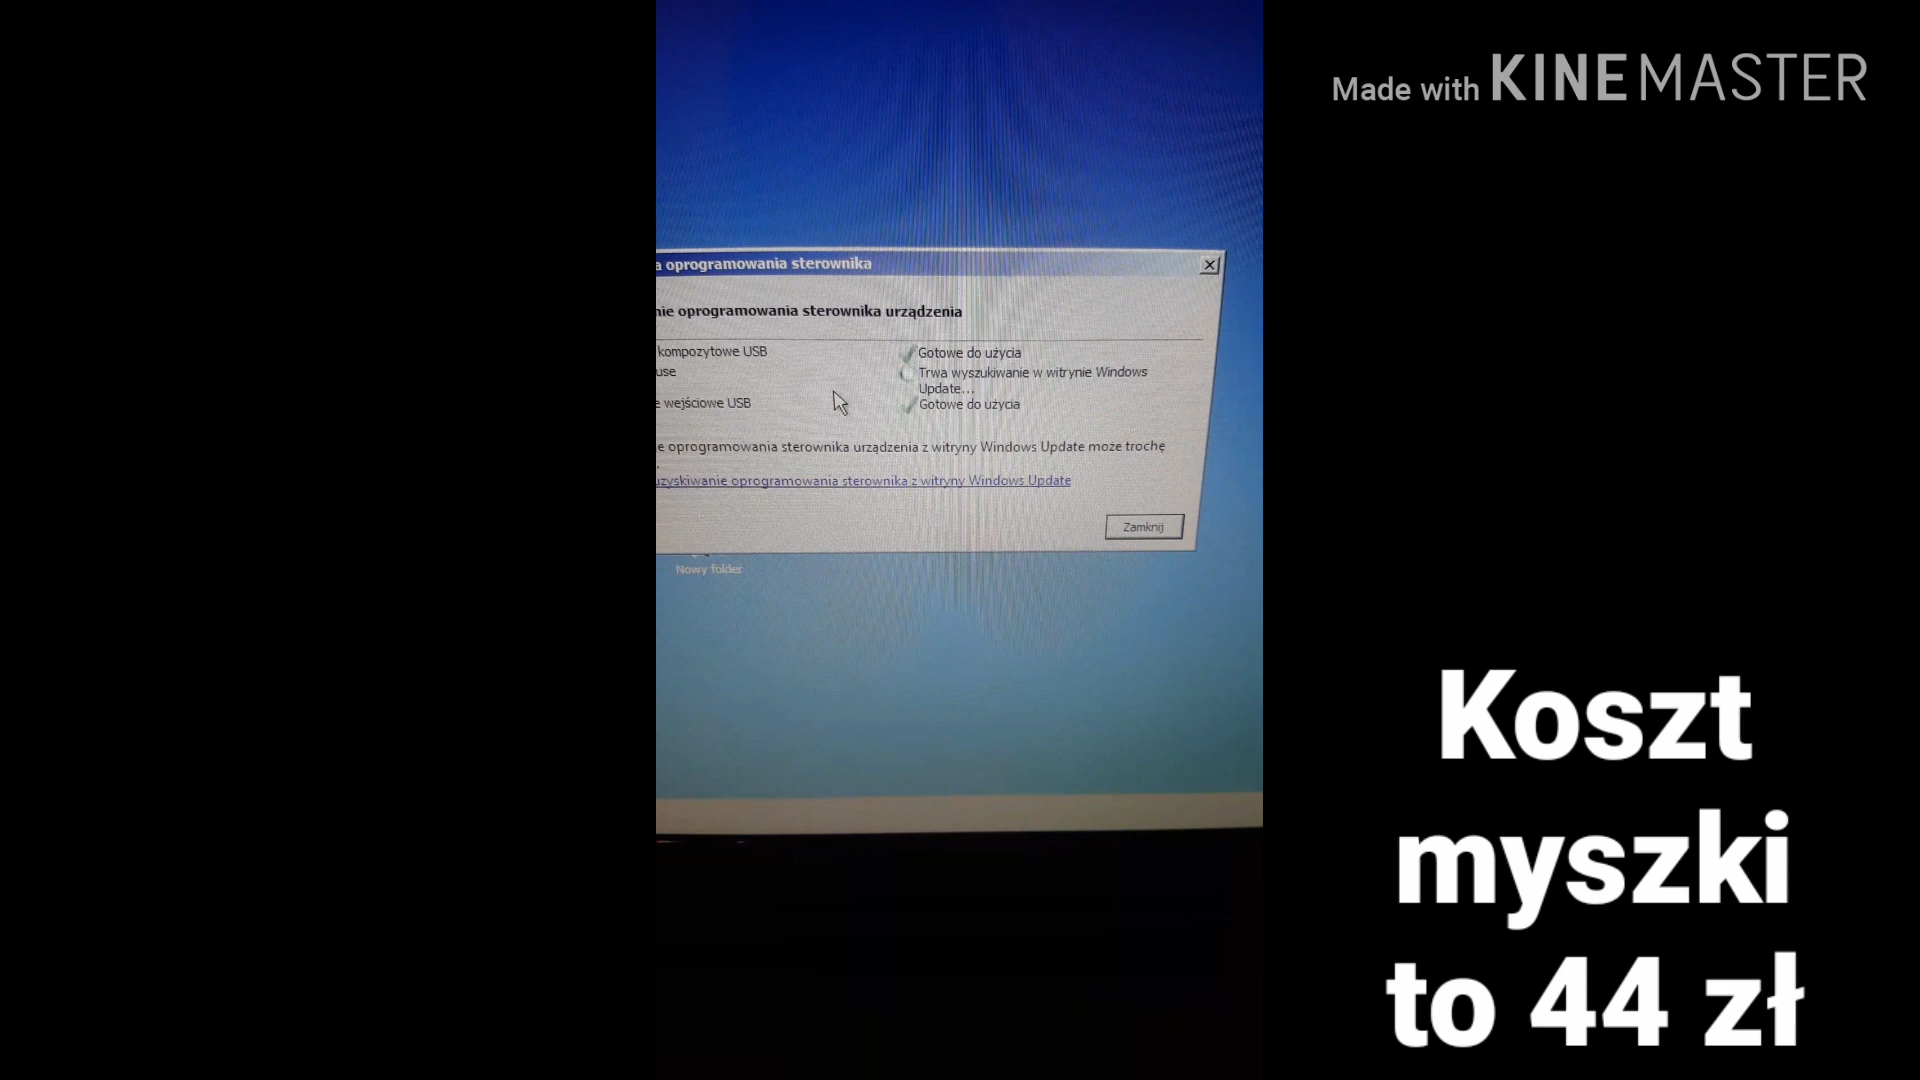 Made with KINEMASTER
a oprogramowania sterownika
nie oprogramowania sterownika urządzenia
kompozytowe USB
Gotowe do użycia
use
Trwa wyszukiwanie w witrynie Windows
Update...
e wejściowe USB
Gotowe do użycia
e oprogramowania sterownika urządzenia z witryny Windows Update może trochę
uzyskiwanie oprogramowania sterownika z witryny Windows Update
Zamknij
Nowy folder
Koszt
myszki
to 44 zł